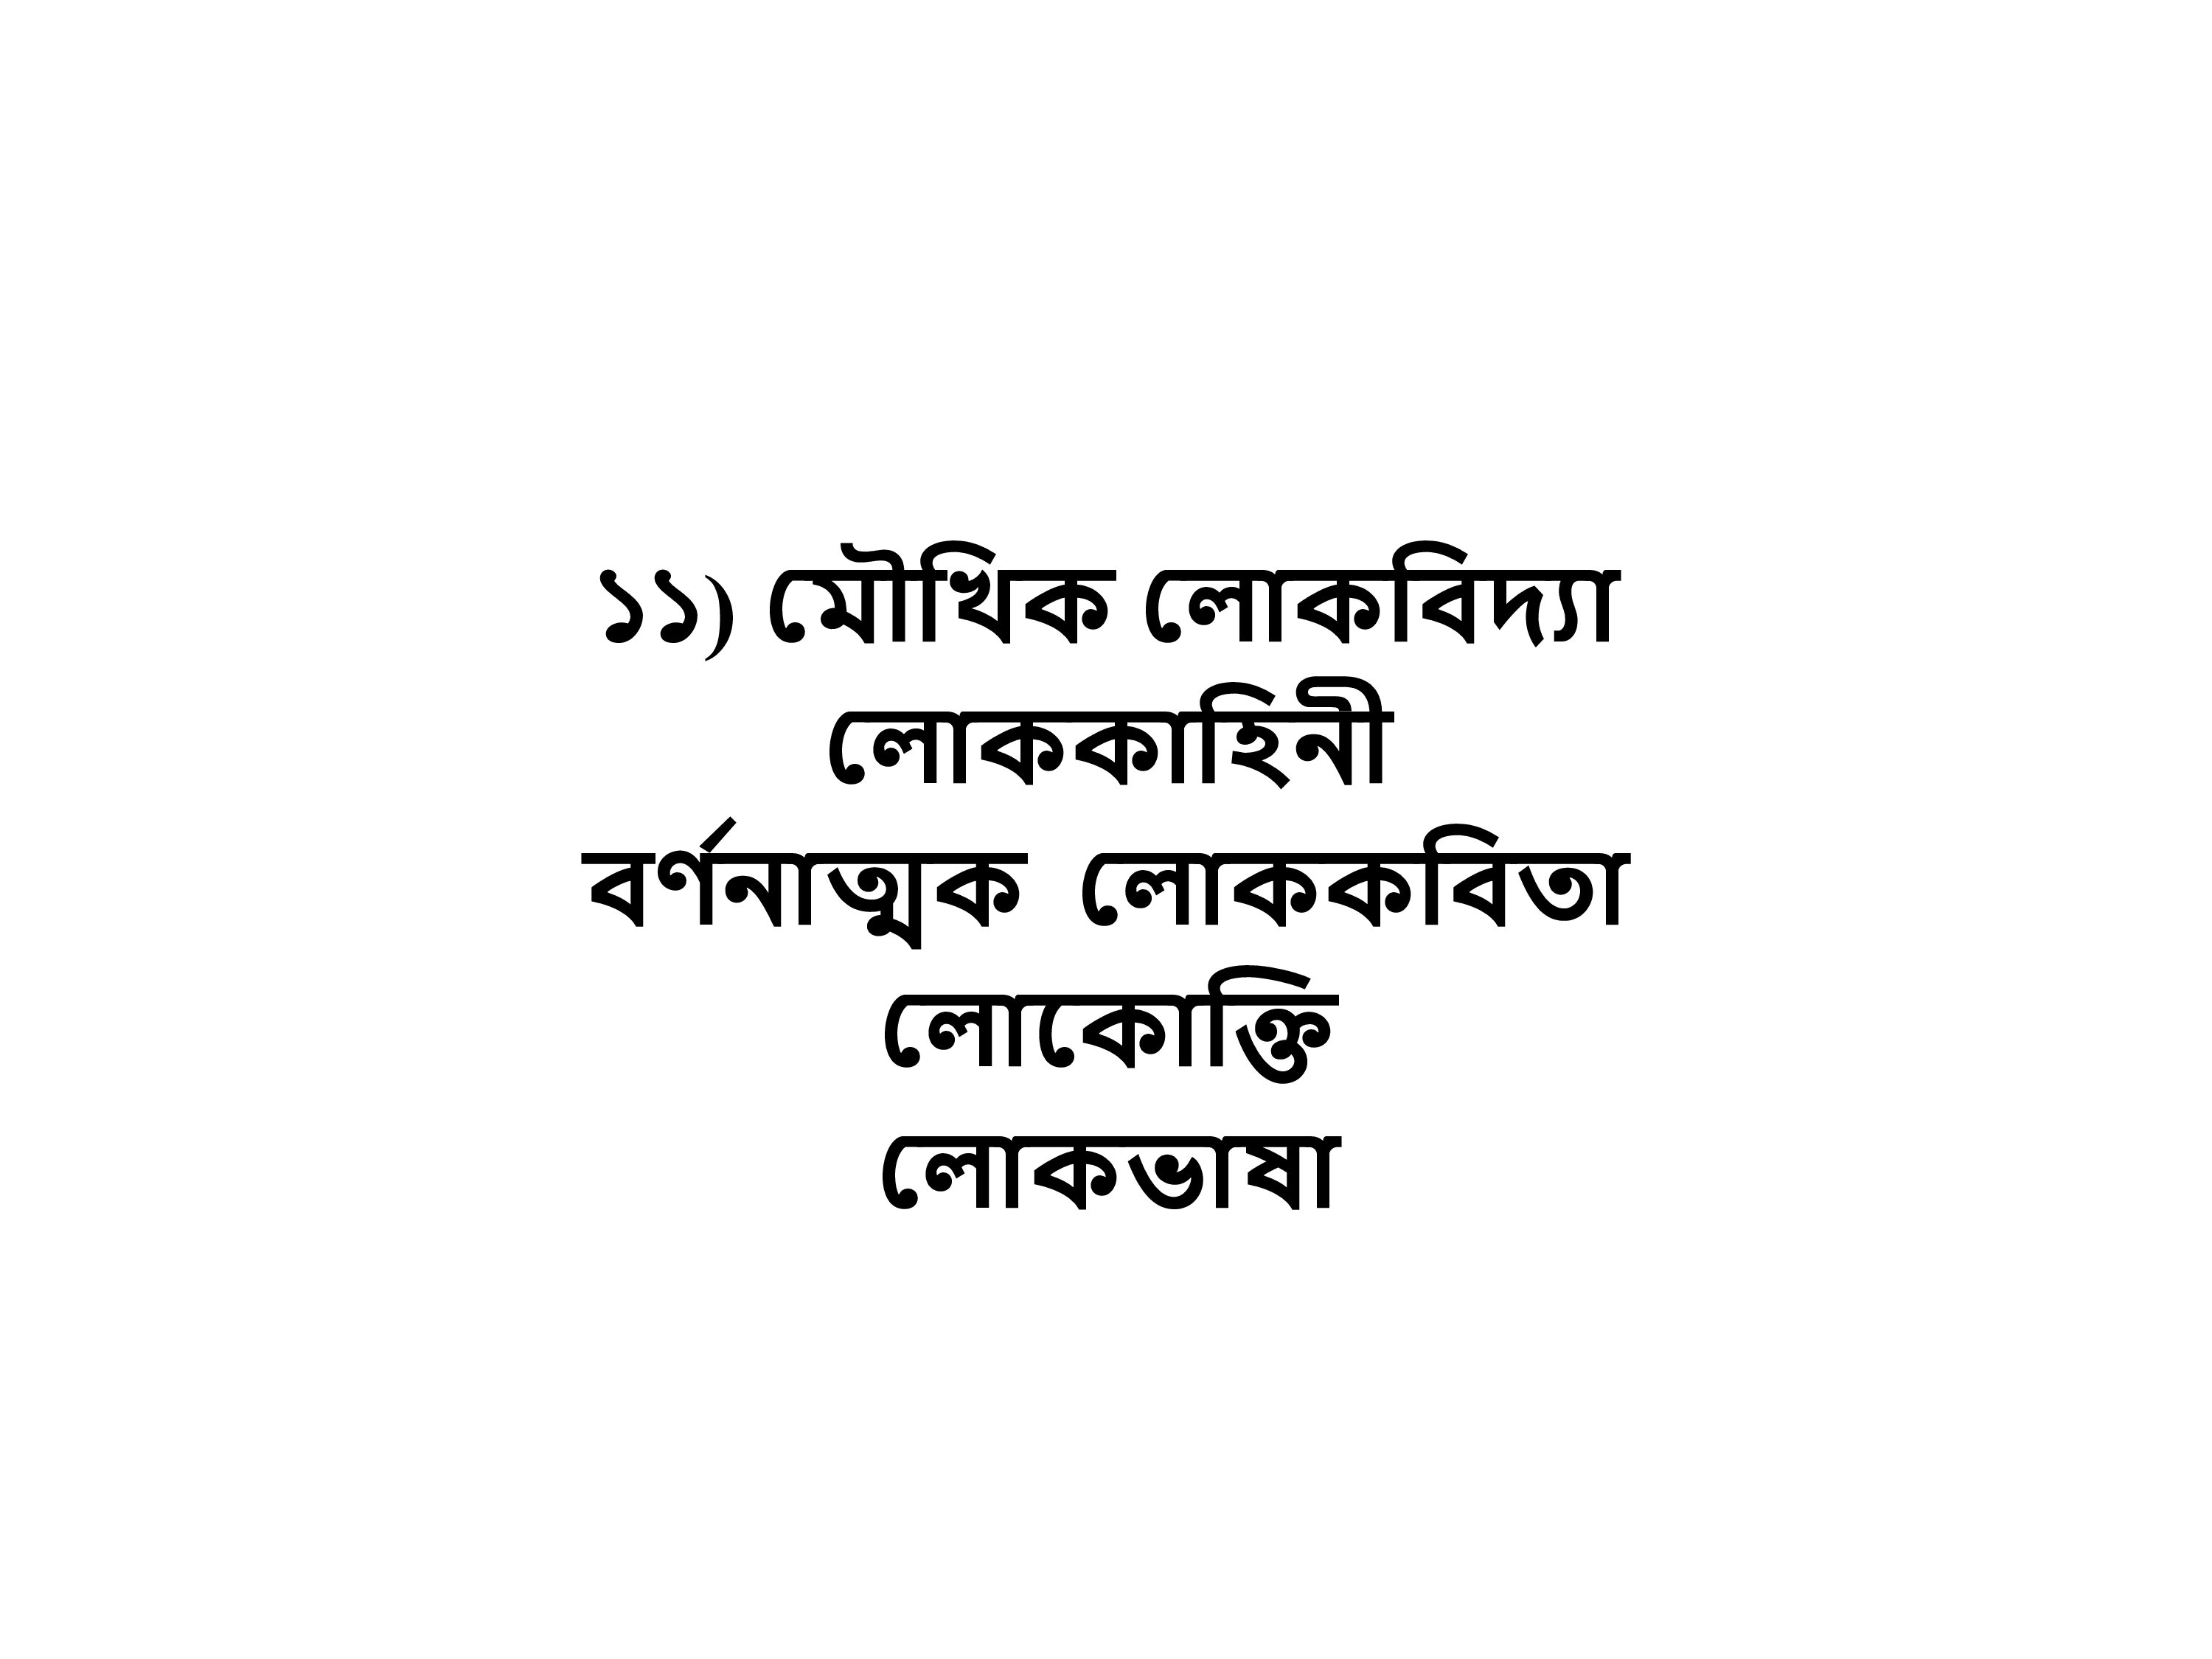 ১১) মৌখিক লোকবিদ্যা
লোককাহিনী
বর্ণনাত্মক লোককবিতা
লোকোক্তি
লোকভাষা